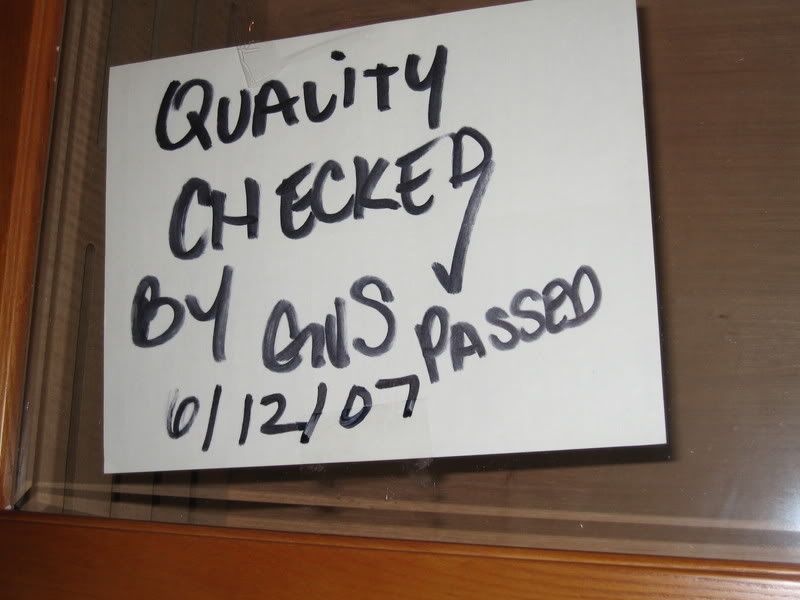 QUALiTY
CHECKED
BY GNS PASSED
6/12/07